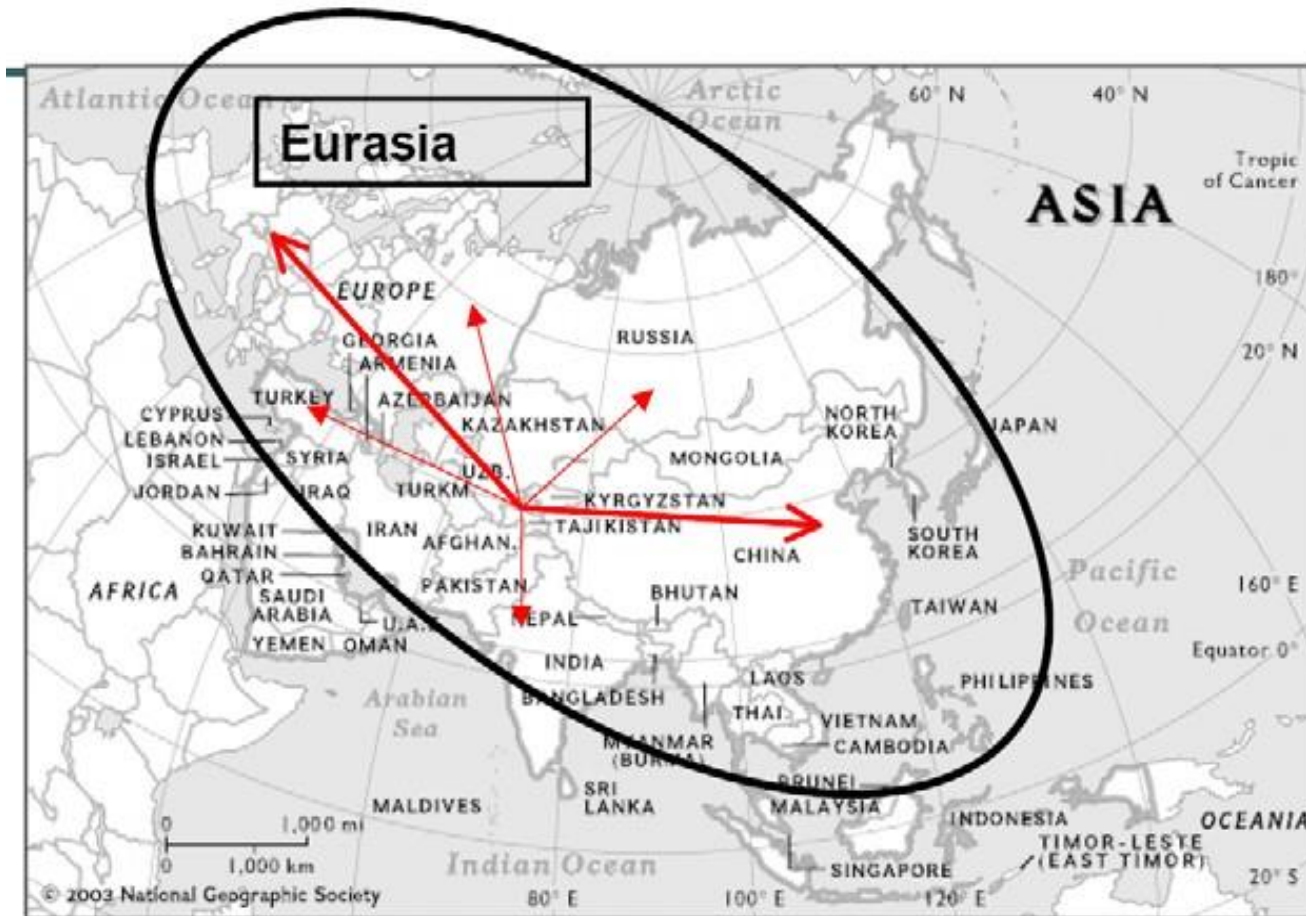 Atlantic Ocean
Arctic
Ocean
60° N
40° N
Eurasia
Tropic
of Cancer
ASIA
180°
EUROPE
RUSSIA
GEORGIA
ARMENIA
20° N
TURKEY
AZERBAIJAN
CYPRUS
KAZAKHSTAN
NORTH
KOREA
JAPAN
LEBANON
ISRAEL
SYRIA
MONGOLIA
UZB.
JORDAN
IRAQ
TURKM.
KYRGYZSTAN
KUWAIT
IRAN
TAJIKISTAN
SOUTH
KOREA
BAHRAIN
AFGHAN.
CHINA
QATAR
PAKISTAN
Pacific
Ocean
160° E
AFRICA
SAUDI
ARABIA
BHUTAN
U.A.E.
NEPAL
TAIWAN
YEMEN
OMAN
Equator 0°
INDIA
BANGLADESH
LAOS
PHILIPPINES
Arabian
Sea
THAI.
VIETNAM
CAMBODIA
MYANMAR
(BURMA)
BRUNEI
SRI
LANKA
MALDIVES
MALAYSIA
INDONESIA
OCEANIA
0
1,000 mi
0
1,000 km
TIMOR-LESTE
(EAST TIMOR)
Indian Ocean
SINGAPORE
20° S
© 2003 National Geographic Society
80° E
100° E
120° E